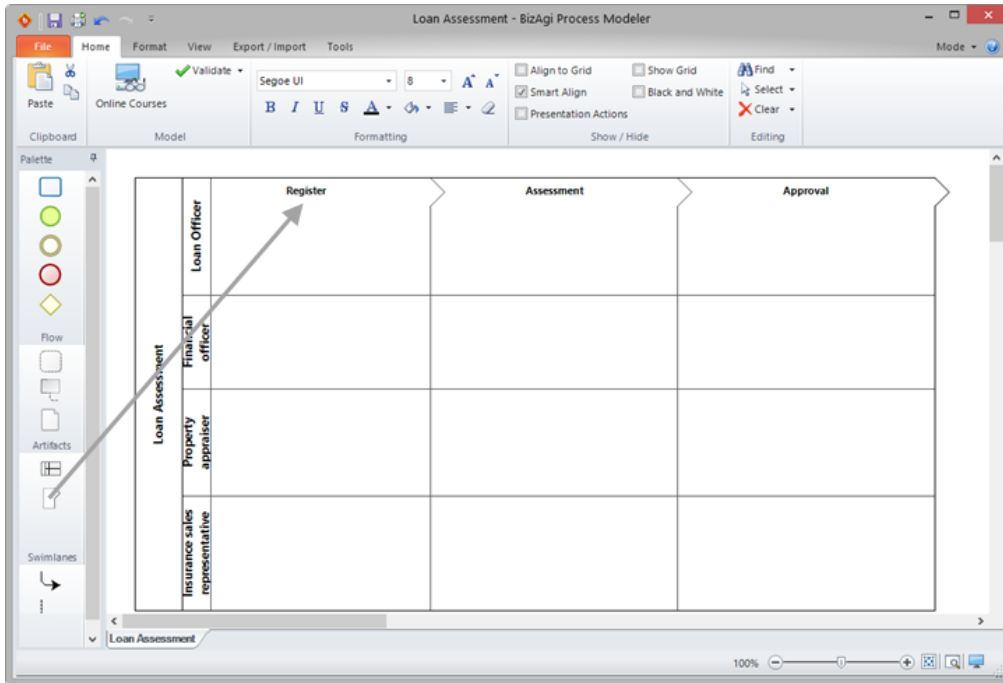 Loan Assessment - BizAgi Process Modeler
File Home Format View Export / Import Tools Mode
Paste
Online Courses
Validate
Segoe UI 8 A A
B I U S A
Align to Grid Show Grid
Smart Align Black and White
Presentation Actions
Find
Select
Clear
Clipboard Model Formatting Show / Hide Editing
Palette
Flow
Artifacts
Swimlanes
Register Assessment Approval
Loan Assessment
Loan Officer
Financial
officer
Property
appraiser
Insurance sales
representative
Loan Assessment
100%